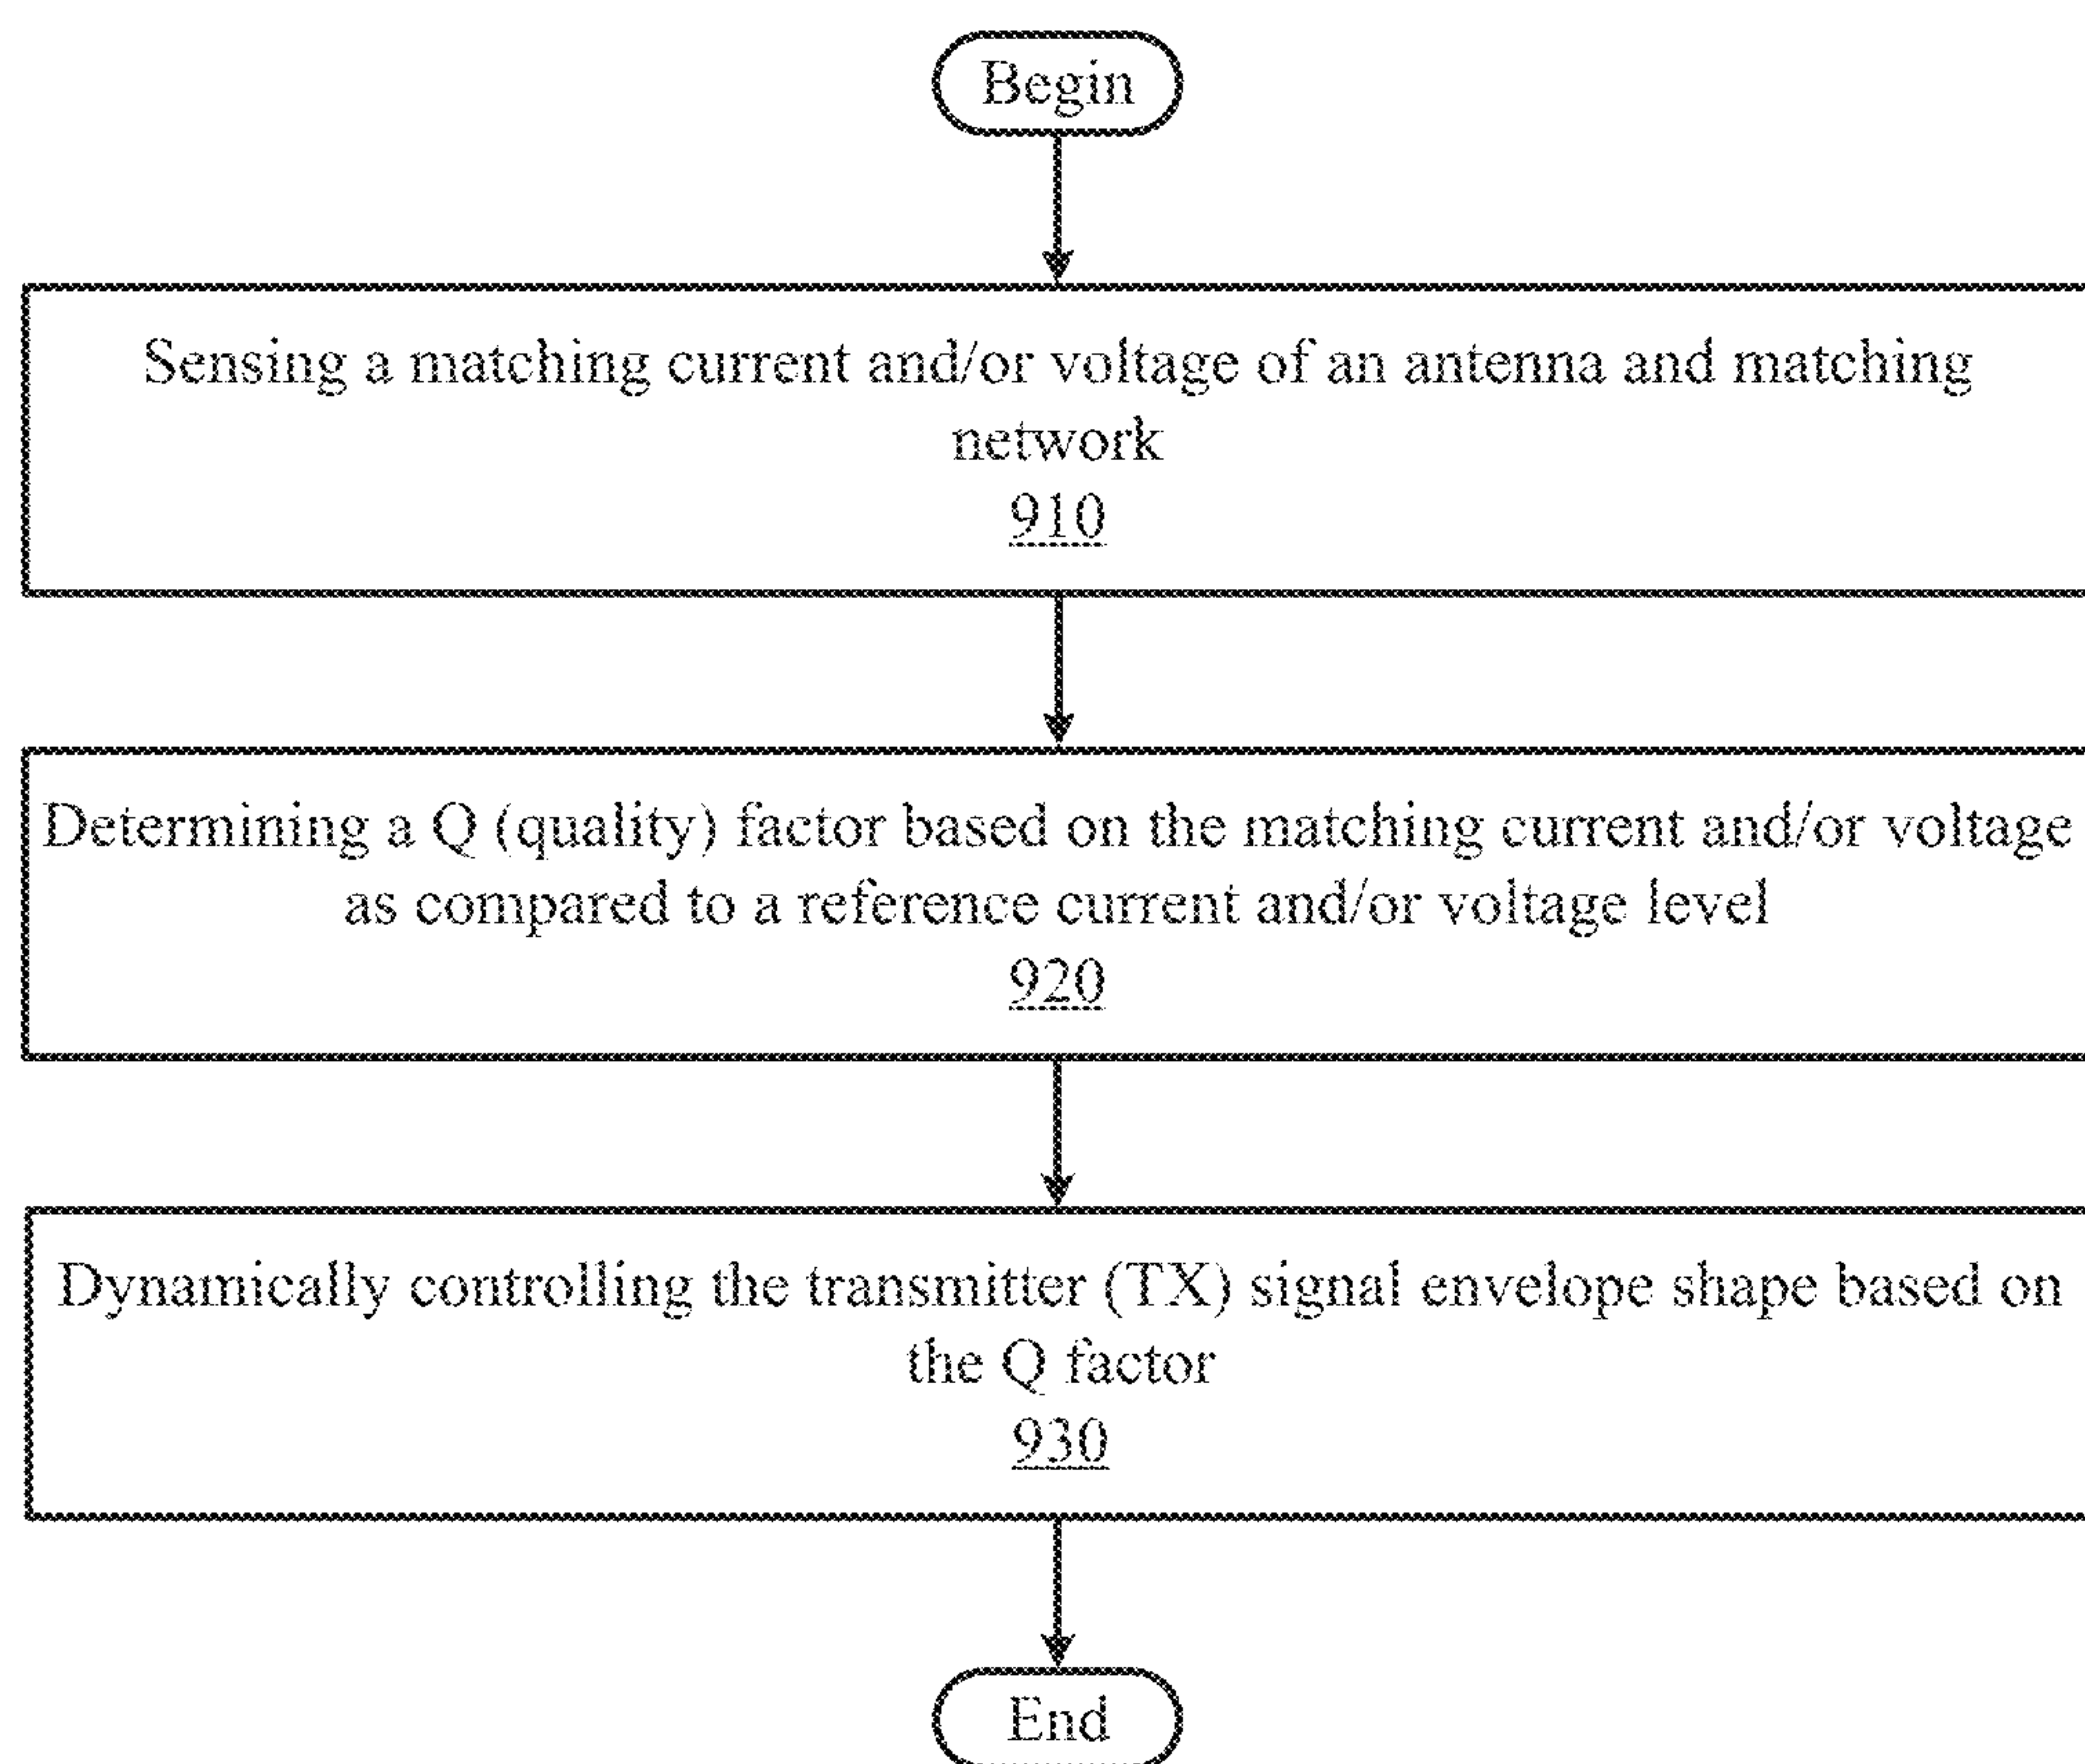 Begin
Sensing a matching current and/or voltage of an antenna and matching
network
910
Determining a Q (quality) factor based on the matching current and/or voltage
as compared to a reference current and/or voltage level
920
Dynamically controlling the transmitter (TX) signal envelope shape based on
the Q factor
930
End